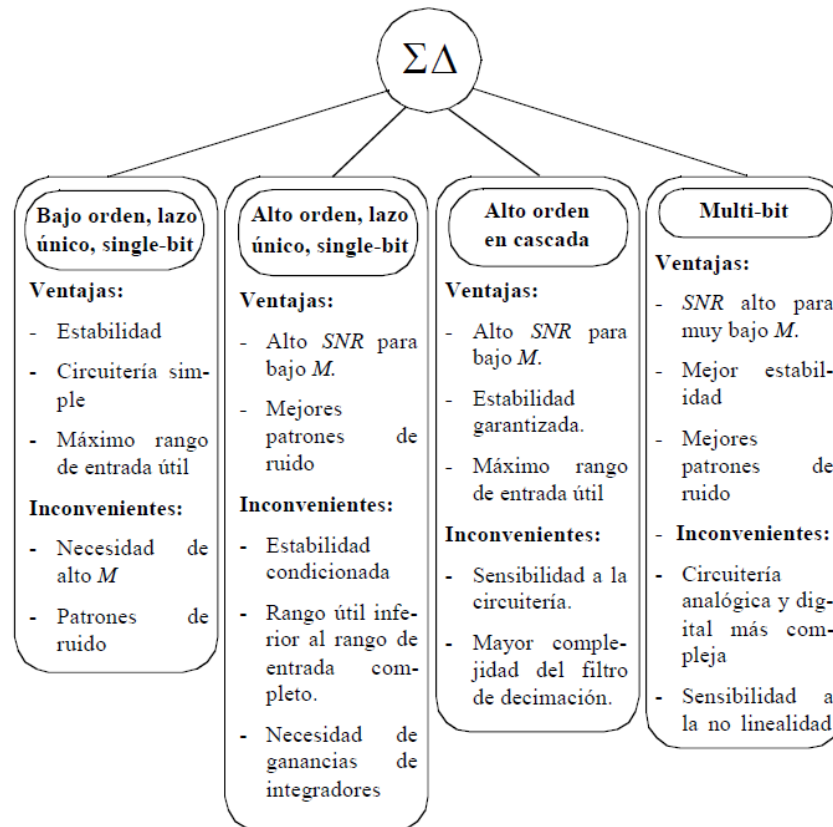 ΣΔ
Bajo orden, lazo
único, single-bit
Ventajas:
- Estabilidad
- Circuitería sim-
ple
- Máximo rango
de entrada útil
Inconvenientes:
- Necesidad de
alto M
- Patrones de
ruido
Alto orden, lazo
único, single-bit
Ventajas:
- Alto SNR para
bajo M.
- Mejores
patrones de
ruido
Inconvenientes:
- Estabilidad
condicionada
- Rango útil infe-
rior al rango de
entrada com-
pleto.
- Necesidad de
ganancias de
integradores
Alto orden
en cascada
Ventajas:
- Alto SNR para
bajo M.
- Estabilidad
garantizada.
- Máximo rango
de entrada útil
Inconvenientes:
- Sensibilidad a la
circuitería.
- Mayor comple-
jidad del filtro
de decimación.
Multi-bit
Ventajas:
- SNR alto para
muy bajo M.
- Mejor estabil-
idad
- Mejores
patrones de
ruido
- Inconvenientes:
- Circuitería
analógica y dig-
ital más com-
pleja
- Sensibilidad a
la no linealidad